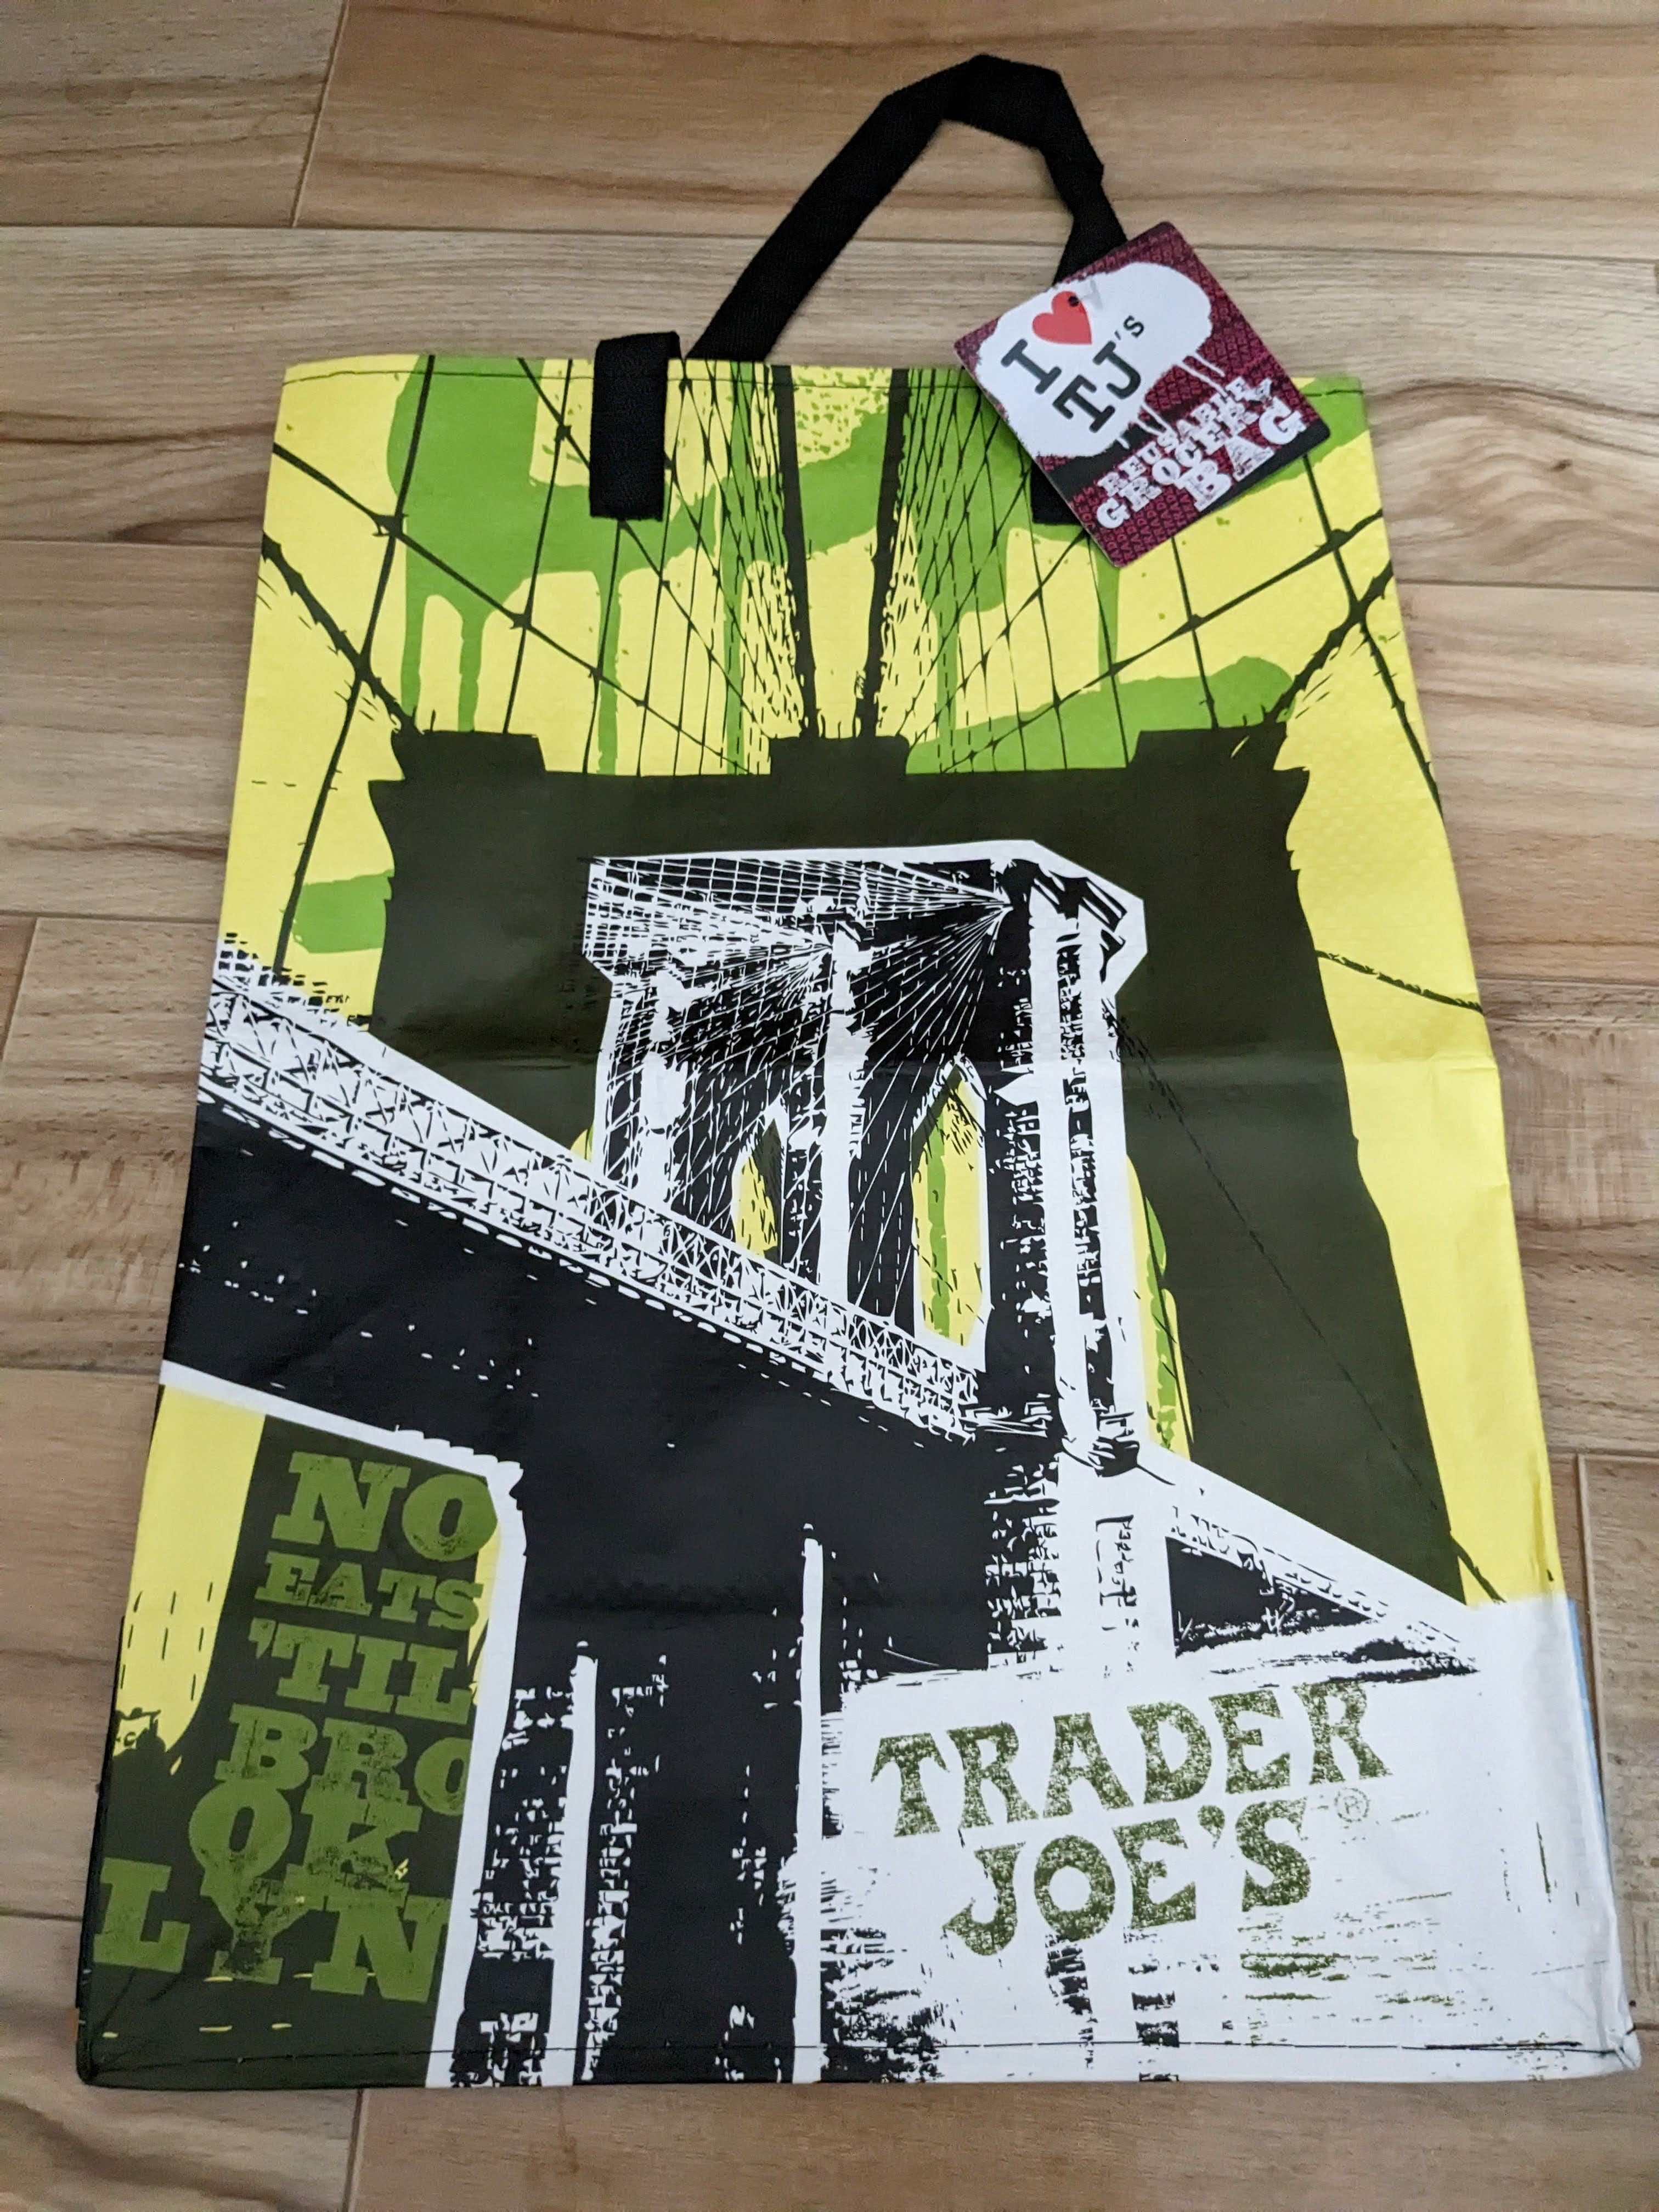 I ❤ TJ's
REUSABLE
GROCERY
BAG
NO
EATS
'TIL
BRO
OK
LYN
TRADER
JOE'S®